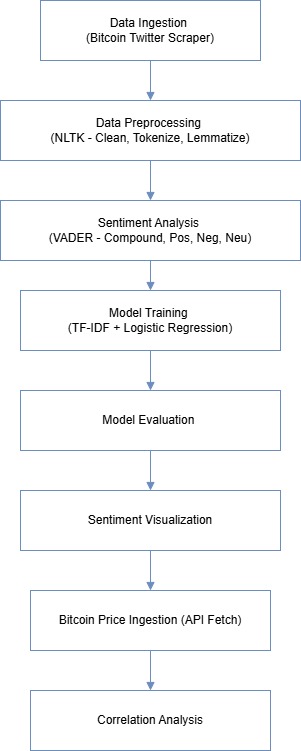 Data Ingestion
(Bitcoin Twitter Scraper)
Data Preprocessing
(NLTK - Clean, Tokenize, Lemmatize)
Sentiment Analysis
(VADER - Compound, Pos, Neg, Neu)
Model Training
(TF-IDF + Logistic Regression)
Model Evaluation
Sentiment Visualization
Bitcoin Price Ingestion (API Fetch)
Correlation Analysis